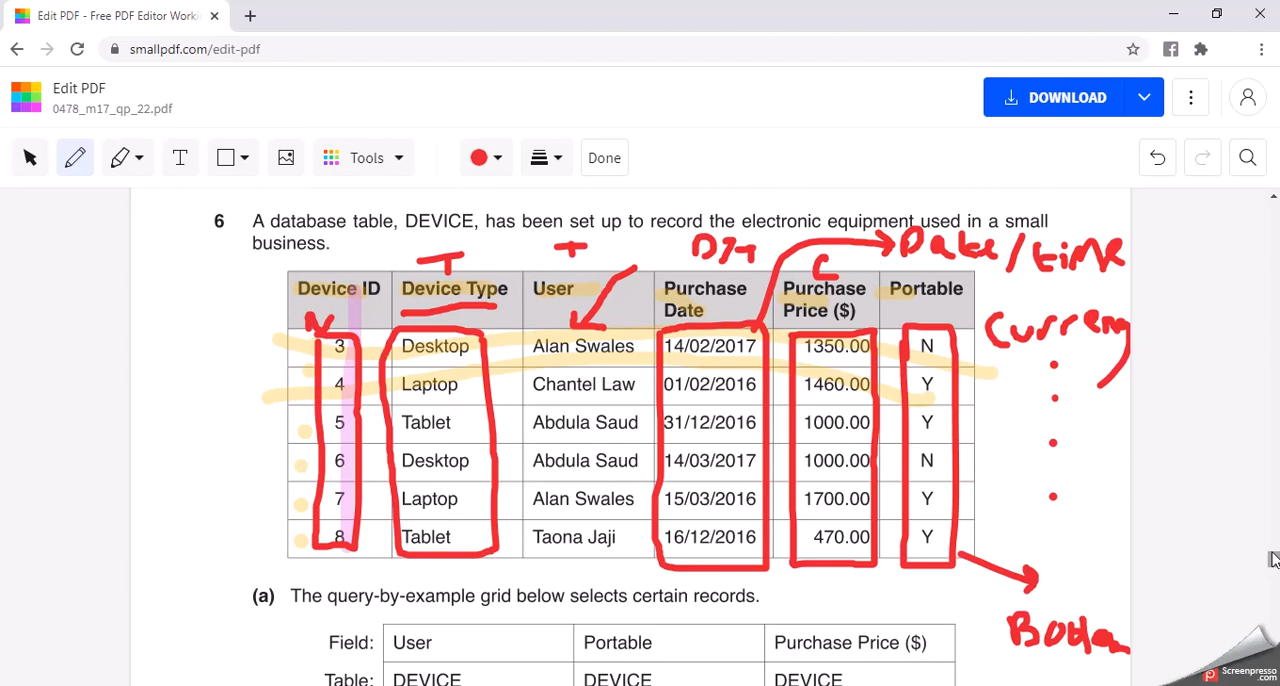 Edit PDF - Free PDF Editor Worki
smallpdf.com/edit-pdf
Edit PDF
0478_m17_qp_22.pdf
DOWNLOAD
T
Tools
Done
6 A database table, DEVICE, has been set up to record the electronic equipment used in a small
business.
T T D/T C Date/time
Device ID Device Type User Purchase Date Purchase Price ($) Portable
N Currency
3 Desktop Alan Swales 14/02/2017 1350.00 N
4 Laptop Chantel Law 01/02/2016 1460.00 Y
5 Tablet Abdula Saud 31/12/2016 1000.00 Y
6 Desktop Abdula Saud 14/03/2017 1000.00 N
7 Laptop Alan Swales 15/03/2016 1700.00 Y
8 Tablet Taona Jaji 16/12/2016 470.00 Y
(a) The query-by-example grid below selects certain records.
Field: User Portable Purchase Price ($)
Table: DEVICE DEVICE DEVICE
Screenpresso
.com